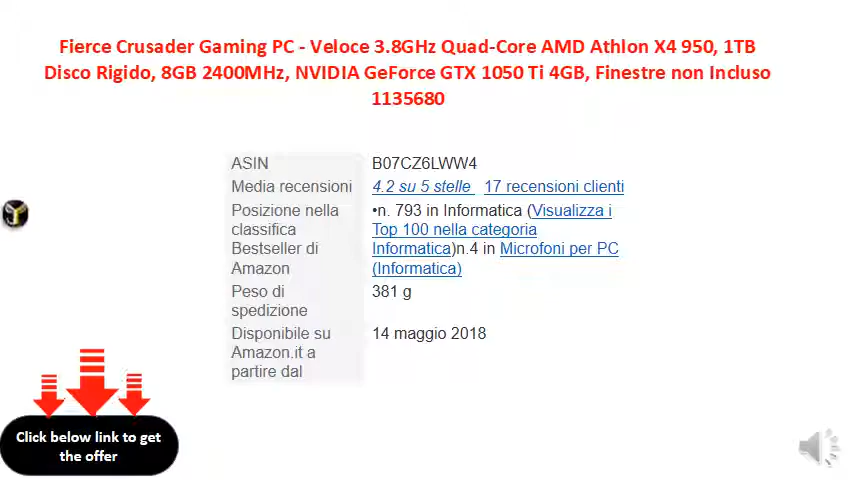 Fierce Crusader Gaming PC - Veloce 3.8GHz Quad-Core AMD Athlon X4 950, 1TB
Disco Rigido, 8GB 2400MHz, NVIDIA GeForce GTX 1050 Ti 4GB, Finestre non Incluso
1135680
ASIN B07CZ6LWW4
Media recensioni 4.2 su 5 stelle 17 recensioni clienti
Posizione nella •n. 793 in Informatica (Visualizza i
classifica Top 100 nella categoria
Bestseller di Informatica)n.4 in Microfoni per PC
Amazon (Informatica)
Peso di 381 g
spedizione
Disponibile su 14 maggio 2018
Amazon.it a
partire dal
Click below link to get
the offer